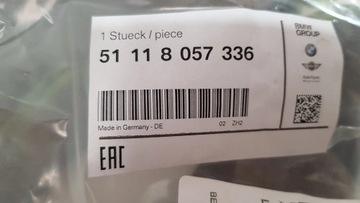 1 Stueck / piece
BMW
GROUP
51 11 8 057 336
Made in Germany - DE
02 ZH2
EAC